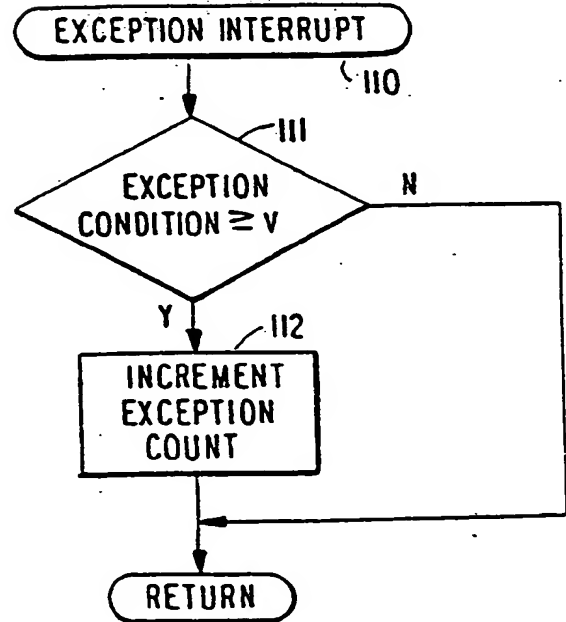 EXCEPTION INTERRUPT
110
111
EXCEPTION
CONDITION ≧ V
N
Y
112
INCREMENT
EXCEPTION
COUNT
RETURN